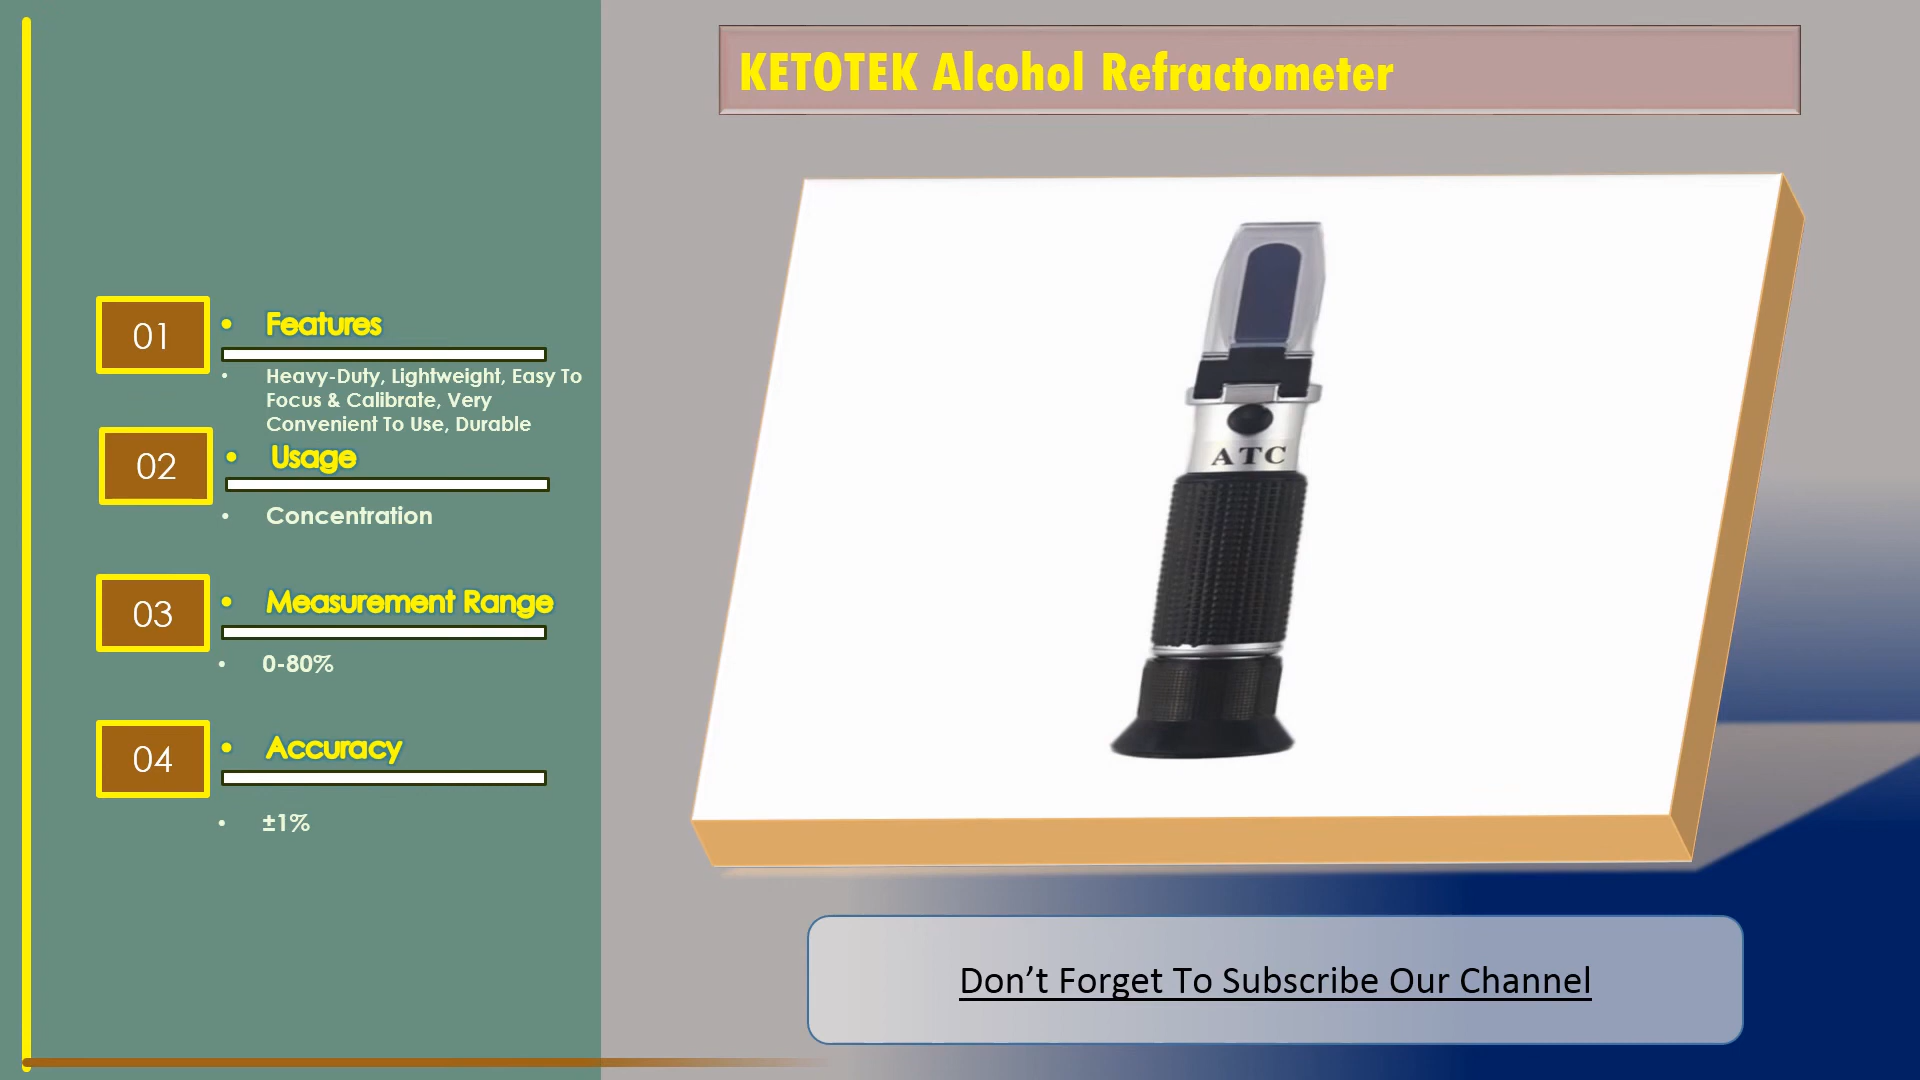 KETOTEK Alcohol Refractometer
01
• Features
• Heavy-Duty, Lightweight, Easy To
Focus & Calibrate, Very
Convenient To Use, Durable
02
• Usage
• Concentration
03
• Measurement Range
• 0-80%
04
• Accuracy
• ±1%
ATC
Don’t Forget To Subscribe Our Channel